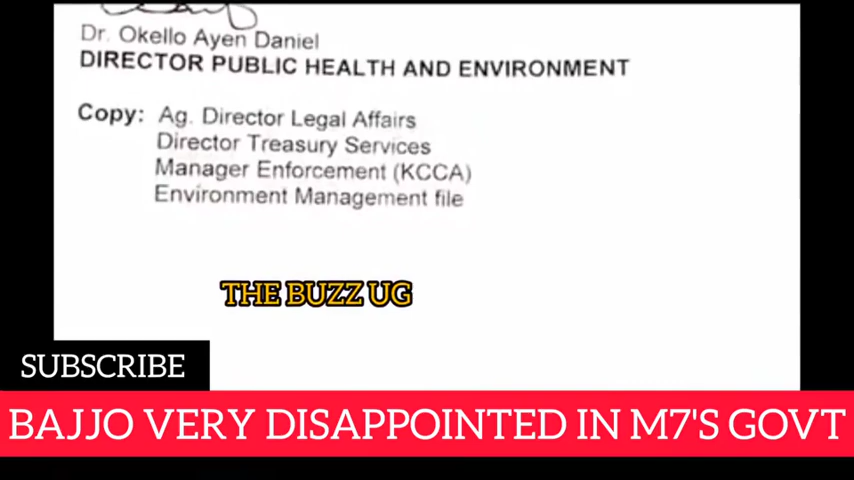 Dr. Okello Ayen Daniel
DIRECTOR PUBLIC HEALTH AND ENVIRONMENT
Copy: Ag. Director Legal Affairs
Director Treasury Services
Manager Enforcement (KCCA)
Environment Management file
THE BUZZ UG
SUBSCRIBE
BAJJO VERY DISAPPOINTED IN M7'S GOVT